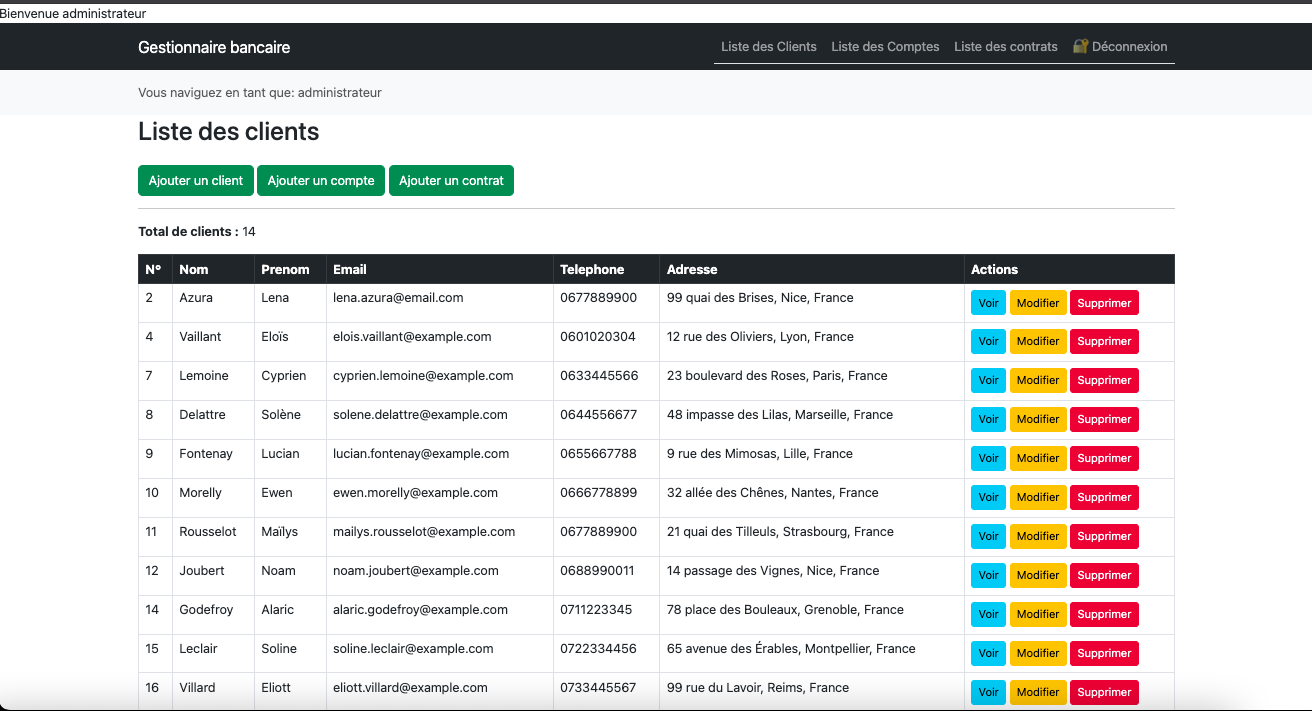 Bienvenue administrateur
Gestionnaire bancaire Liste des Clients Liste des Comptes Liste des contrats 🔐 Déconnexion
Vous naviguez en tant que: administrateur
Liste des clients
Ajouter un client Ajouter un compte Ajouter un contrat
Total de clients : 14
N° Nom Prenom Email Telephone Adresse Actions
2 Azura Lena lena.azura@email.com 0677889900 99 quai des Brises, Nice, France Voir Modifier Supprimer
4 Vaillant Eloïs elois.vaillant@example.com 0601020304 12 rue des Oliviers, Lyon, France Voir Modifier Supprimer
7 Lemoine Cyprien cyprien.lemoine@example.com 0633445566 23 boulevard des Roses, Paris, France Voir Modifier Supprimer
8 Delattre Solène solene.delattre@example.com 0644556677 48 impasse des Lilas, Marseille, France Voir Modifier Supprimer
9 Fontenay Lucian lucian.fontenay@example.com 0655667788 9 rue des Mimosas, Lille, France Voir Modifier Supprimer
10 Morelly Ewen ewen.morelly@example.com 0666778899 32 allée des Chênes, Nantes, France Voir Modifier Supprimer
11 Rousselot Maïlys mailys.rousselot@example.com 0677889900 21 quai des Tilleuls, Strasbourg, France Voir Modifier Supprimer
12 Joubert Noam noam.joubert@example.com 0688990011 14 passage des Vignes, Nice, France Voir Modifier Supprimer
14 Godefroy Alaric alaric.godefroy@example.com 0711223345 78 place des Bouleaux, Grenoble, France Voir Modifier Supprimer
15 Leclair Soline soline.leclair@example.com 0722334456 65 avenue des Érables, Montpellier, France Voir Modifier Supprimer
16 Villard Eliott eliott.villard@example.com 0733445567 99 rue du Lavoir, Reims, France Voir Modifier Supprimer